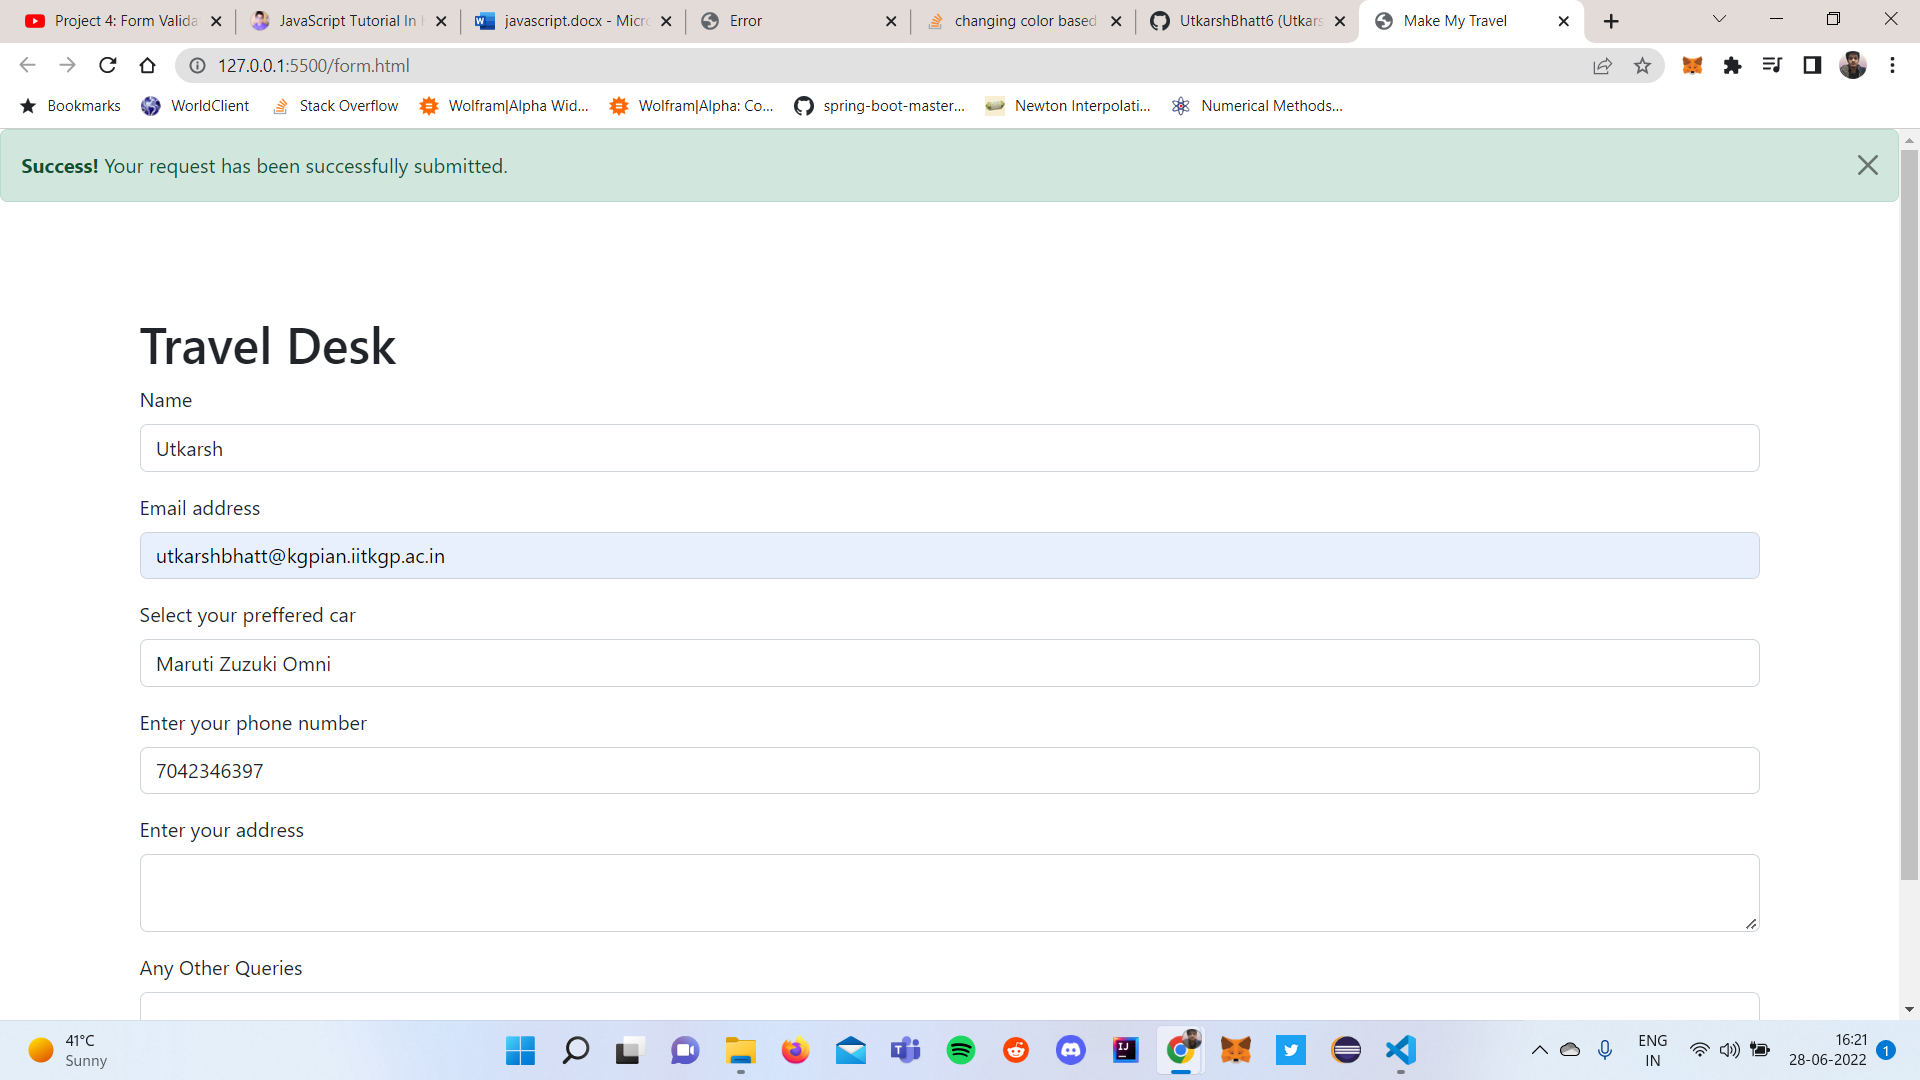 Project 4: Form Valida
JavaScript Tutorial In
javascript.docx - Micro
Error
changing color based
UtkarshBhatt6 (Utkars
Make My Travel
127.0.0.1:5500/form.html
Bookmarks
WorldClient
Stack Overflow
Wolfram|Alpha Wid...
Wolfram|Alpha: Co...
spring-boot-master...
Newton Interpolati...
Numerical Methods...
Success! Your request has been successfully submitted.
Travel Desk
Name
Utkarsh
Email address
utkarshbhatt@kgpian.iitkgp.ac.in
Select your preffered car
Maruti Zuzuki Omni
Enter your phone number
7042346397
Enter your address
Any Other Queries
41°C
Sunny
ENG
IN
16:21
28-06-2022
1